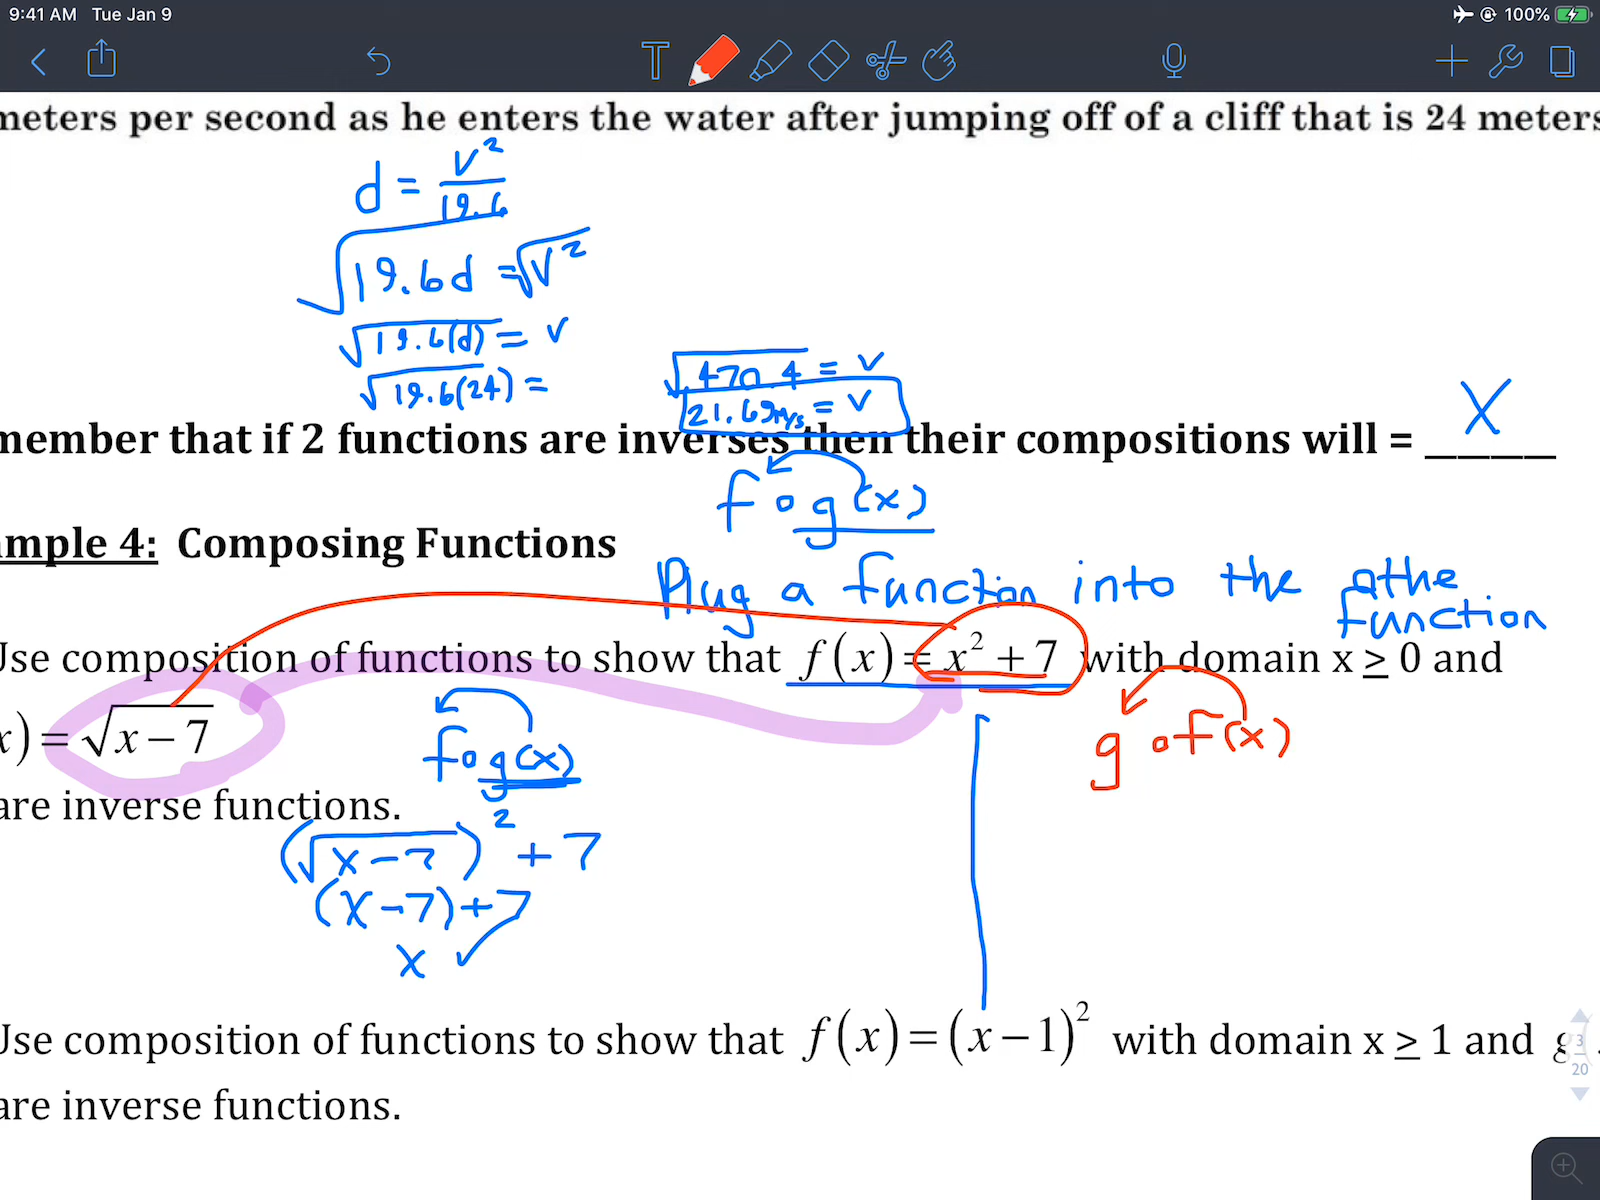 9:41 AM Tue Jan 9 100%
T
meters per second as he enters the water after jumping off of a cliff that is 24 meters
d = v²/19.6
√19.6d = √v²
√19.6(d) = v
√19.6(24) =
√470.4 = v
21.69 m/s = v
member that if 2 functions are inverses then their compositions will = ____ X
f∘g(x)
mple 4: Composing Functions
Plug a function into the othe function
Use composition of functions to show that f(x) = x² + 7 with domain x ≥ 0 and
x) = √x − 7
f∘g(x)
g∘f(x)
are inverse functions.
(√x−7)² + 7
(x−7)+7
x ✓
Use composition of functions to show that f(x) = (x − 1)² with domain x ≥ 1 and g(
3
20
are inverse functions.